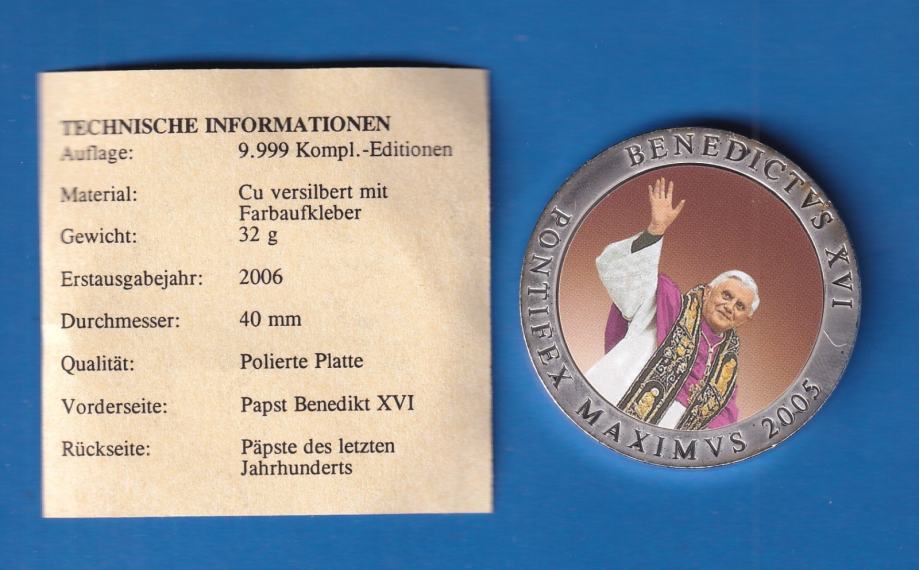 TECHNISCHE INFORMATIONEN
Auflage: 9.999 Kompl.-Editionen
Material: Cu versilbert mit
Farbaufkleber
Gewicht: 32 g
Erstausgabejahr: 2006
Durchmesser: 40 mm
Qualität: Polierte Platte
Vorderseite: Papst Benedikt XVI
Rückseite: Päpste des letzten
Jahrhunderts
BENEDICTVS XVI
PONTIFEX MAXIMVS 2005